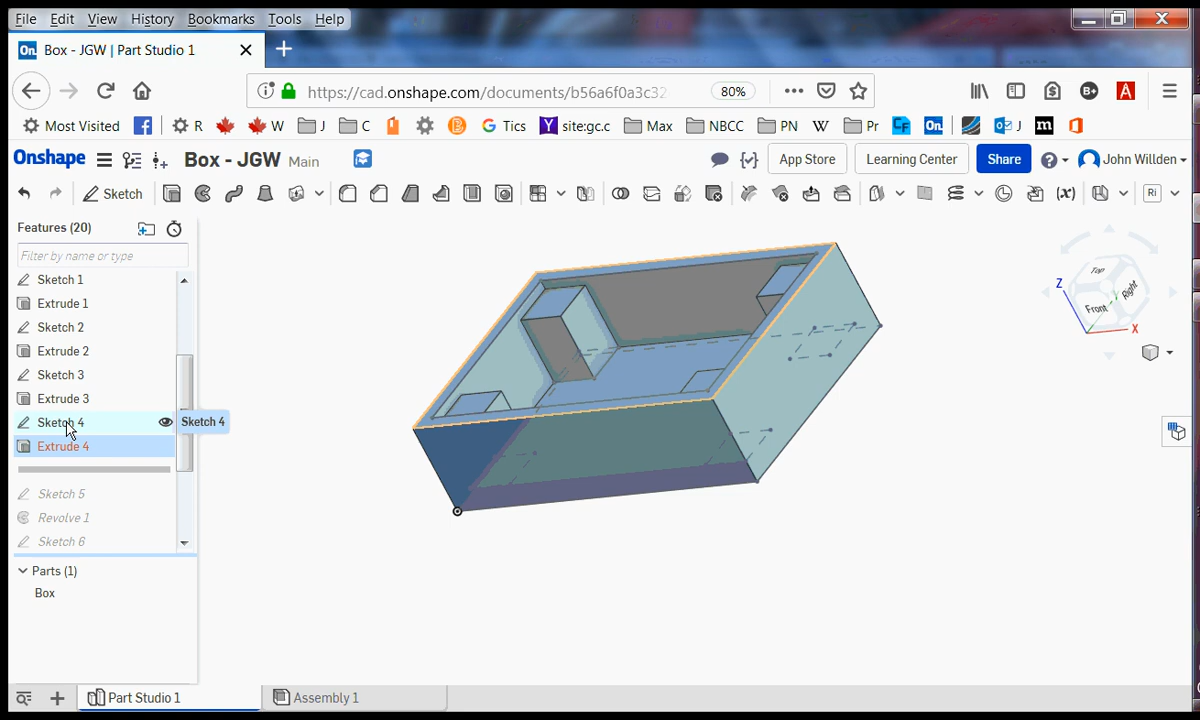 File Edit View History Bookmarks Tools Help
On Box - JGW | Part Studio 1
https://cad.onshape.com/documents/b56a6f0a3c32 80%
Most Visited R W J C Tics site:gc.c Max NBCC PN W Pr CF On J m
Onshape Box - JGW Main App Store Learning Center Share John Willden
Sketch Ri
Features (20)
Filter by name or type
Sketch 1
Extrude 1
Sketch 2
Extrude 2
Sketch 3
Extrude 3
Sketch 4 Sketch 4
Extrude 4
Sketch 5
Revolve 1
Sketch 6
Parts (1)
Box
Z Top Front Right Y X
Part Studio 1 Assembly 1